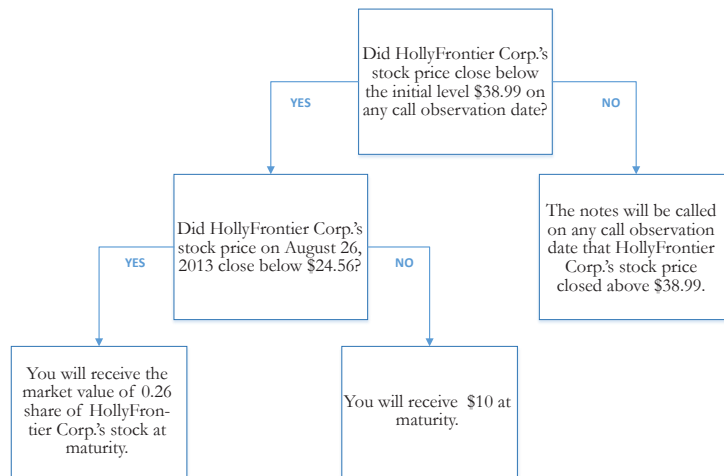 Did HollyFrontier Corp.'s
stock price close below
the initial level $38.99 on
any call observation date?
YES
NO
Did HollyFrontier Corp.'s
stock price on August 26,
2013 close below $24.56?
The notes will be called
on any call observation
date that HollyFrontier
Corp.'s stock price
closed above $38.99.
YES
NO
You will receive the
market value of 0.26
share of HollyFron-
tier Corp.'s stock at
maturity.
You will receive $10 at
maturity.